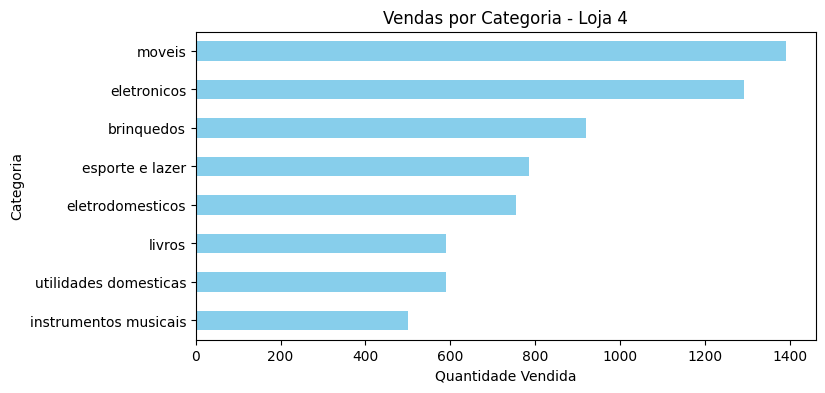 Vendas por Categoria - Loja 4
Categoria
moveis
eletronicos
brinquedos
esporte e lazer
eletrodomesticos
livros
utilidades domesticas
instrumentos musicais
0 200 400 600 800 1000 1200 1400
Quantidade Vendida